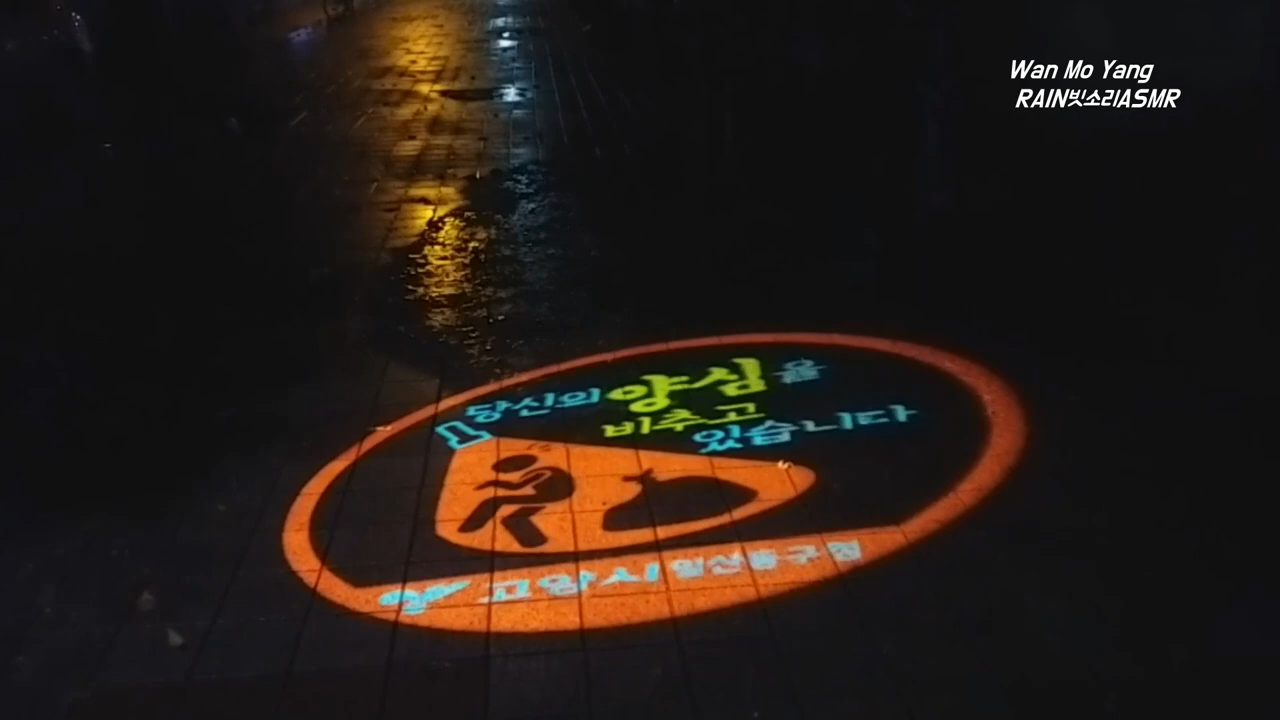 Wan Mo Yang
RAIN빗소리ASMR
당신의 양심을
비추고
있습니다
고양시 일산동구청